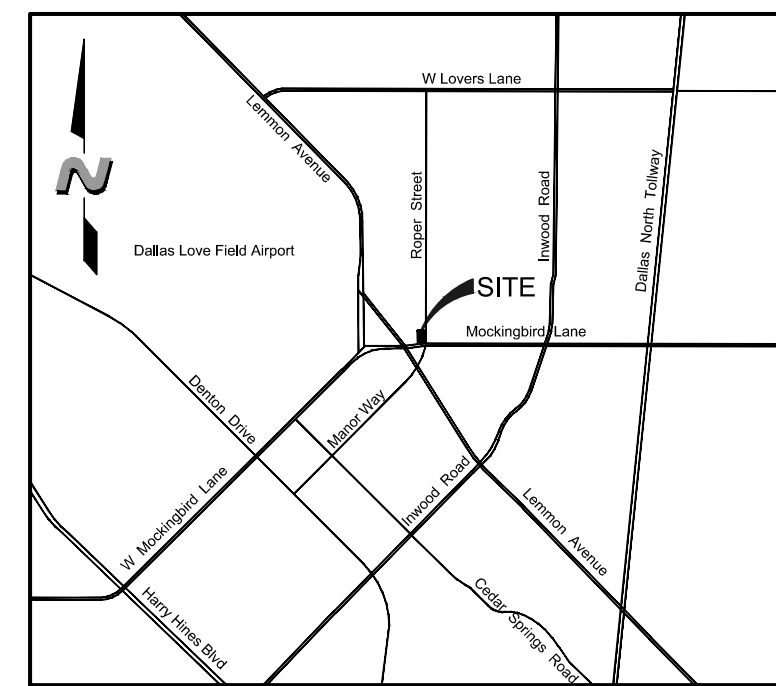 W Lovers Lane
Lemmon Avenue
Roper Street
Inwood Road
Dallas North Tollway
N
Dallas Love Field Airport
SITE
Mockingbird Lane
Denton Drive
Manor Way
W Mockingbird Lane
Inwood Road
Lemmon Avenue
Harry Hines Blvd
Cedar Springs Road